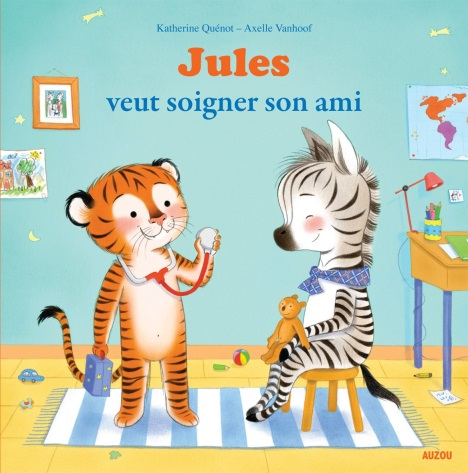 Katherine Quénot – Axelle Vanhoof
Jules
veut soigner son ami
AUZOU